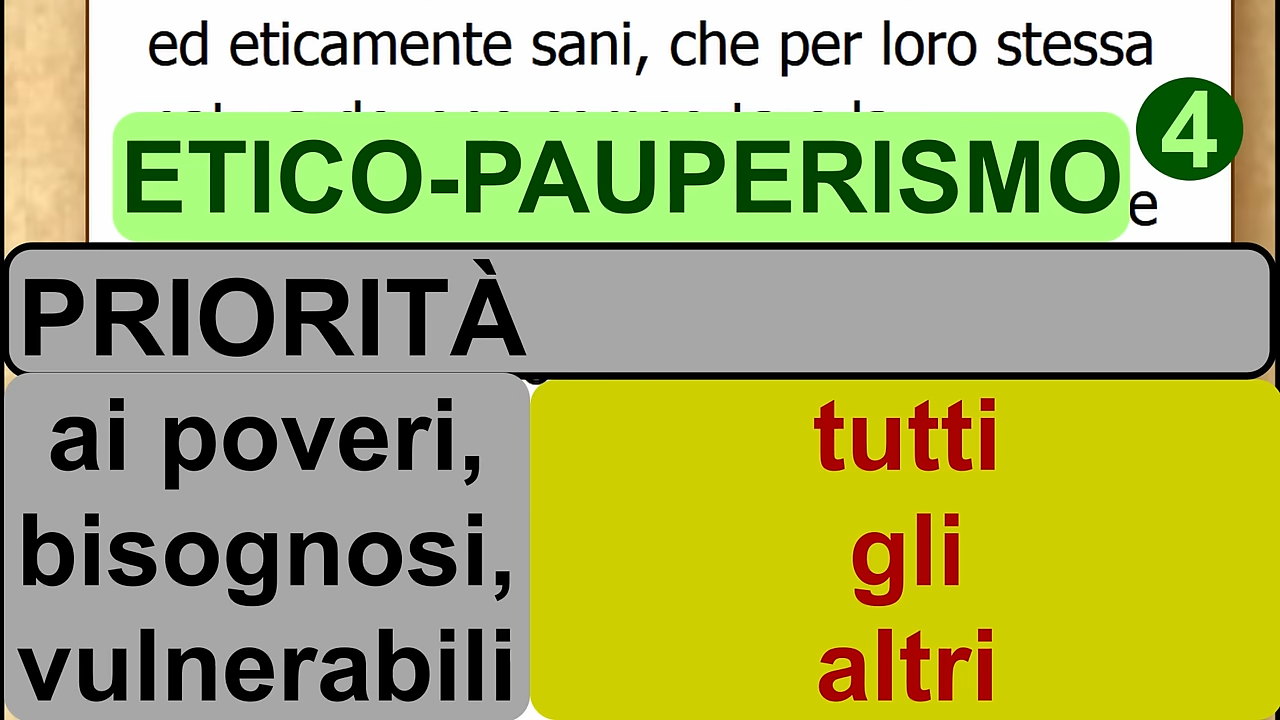 ed eticamente sani, che per loro stessa
4
ETICO-PAUPERISMO
e
PRIORITÀ
ai poveri,
bisognosi,
vulnerabili
tutti
gli
altri